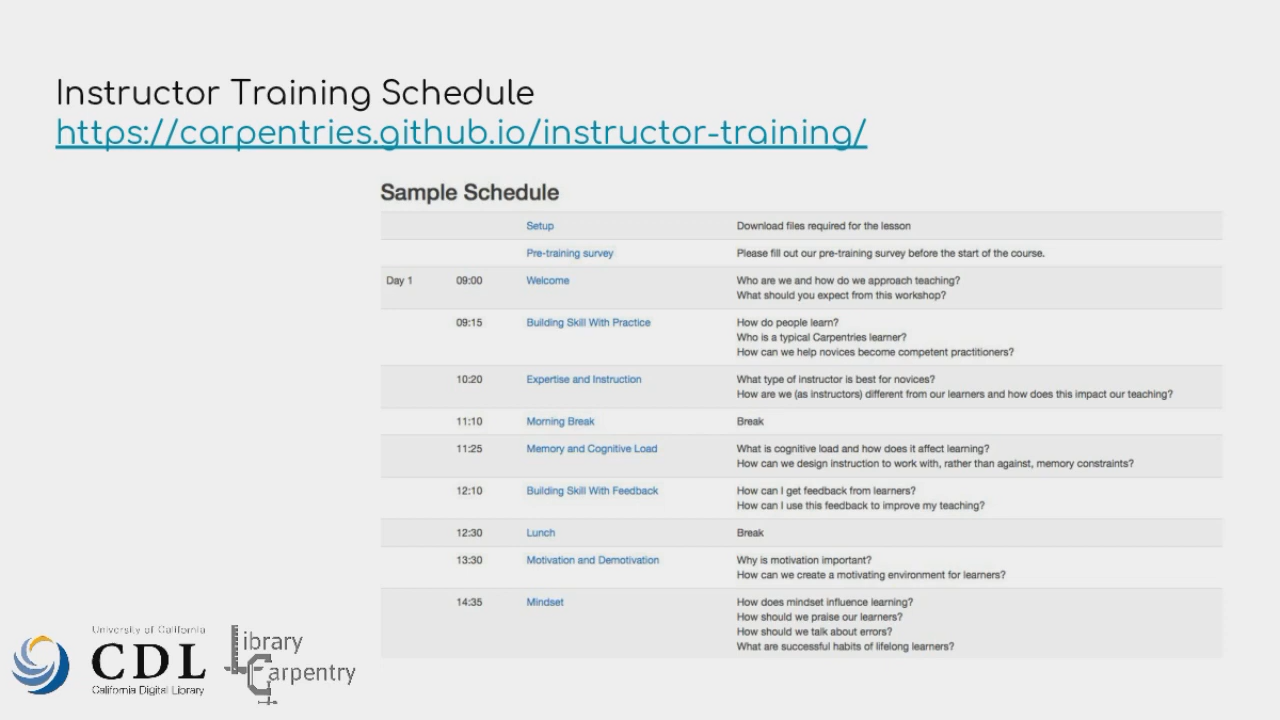 Instructor Training Schedule
https://carpentries.github.io/instructor-training/
Sample Schedule
Setup Download files required for the lesson
Pre-training survey Please fill out our pre-training survey before the start of the course.
Day 1 09:00 Welcome Who are we and how do we approach teaching?
What should you expect from this workshop?
09:15 Building Skill With Practice How do people learn?
Who is a typical Carpentries learner?
How can we help novices become competent practitioners?
10:20 Expertise and Instruction What type of instructor is best for novices?
How are we (as instructors) different from our learners and how does this impact our teaching?
11:10 Morning Break Break
11:25 Memory and Cognitive Load What is cognitive load and how does it affect learning?
How can we design instruction to work with, rather than against, memory constraints?
12:10 Building Skill With Feedback How can I get feedback from learners?
How can I use this feedback to improve my teaching?
12:30 Lunch Break
13:30 Motivation and Demotivation Why is motivation important?
How can we create a motivating environment for learners?
14:35 Mindset How does mindset influence learning?
How should we praise our learners?
How should we talk about errors?
What are successful habits of lifelong learners?
University of California
CDL
California Digital Library
Library
Carpentry